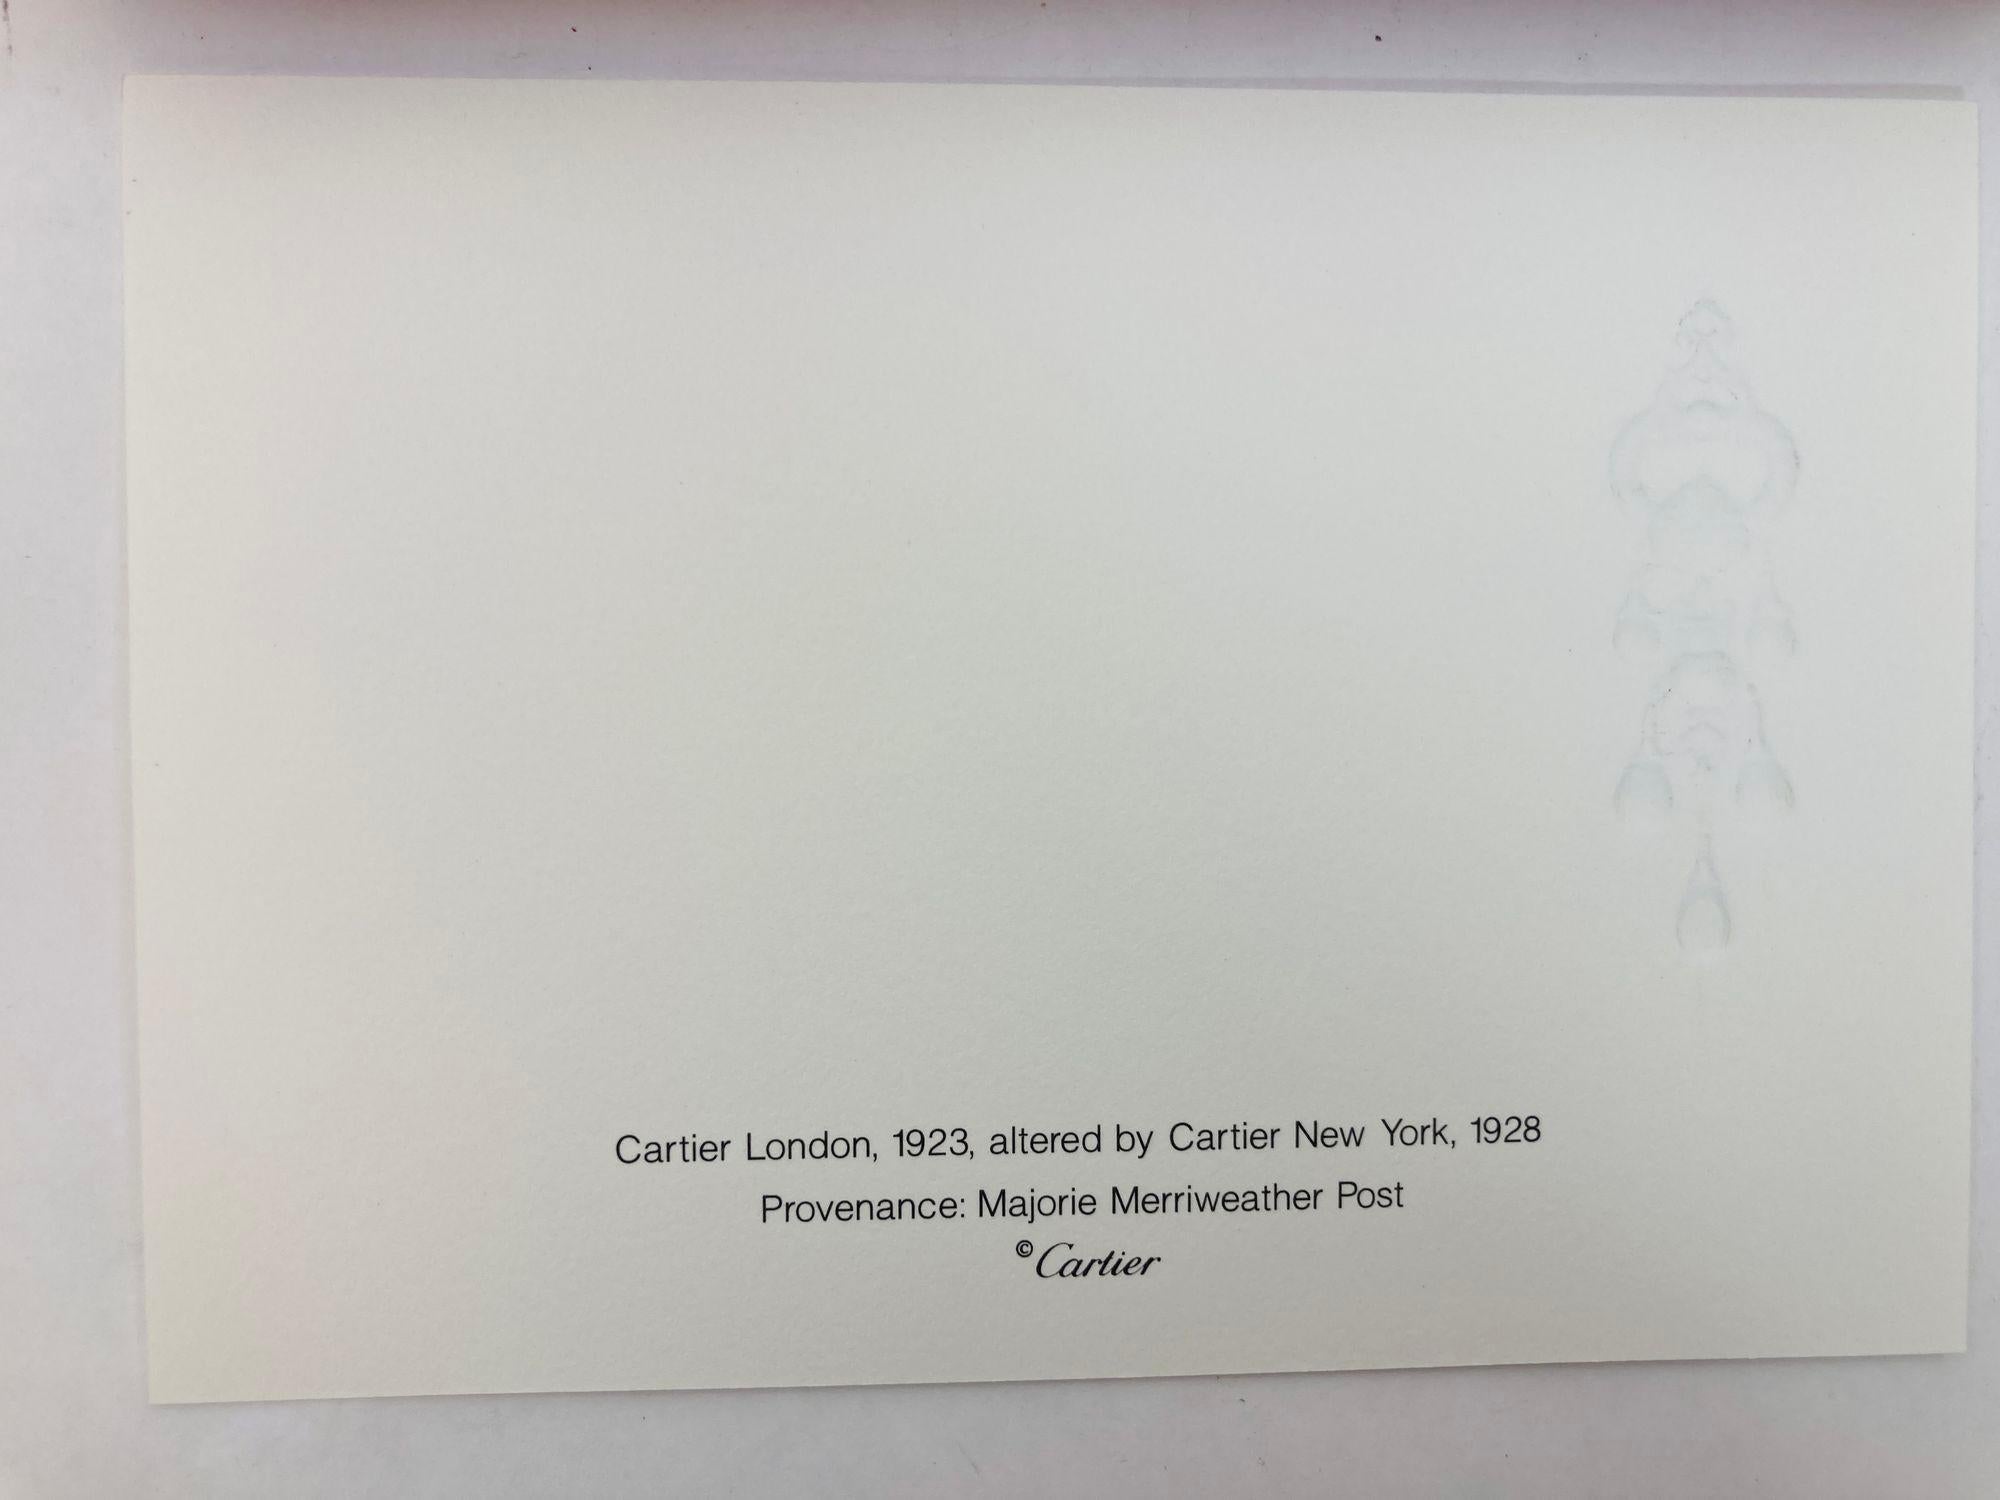 Cartier London, 1923, altered by Cartier New York, 1928
Provenance: Majorie Merriweather Post
©Cartier